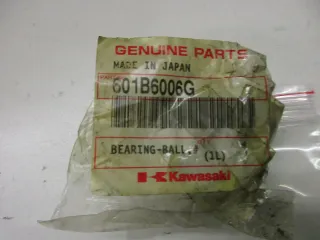 GENUINE PARTS
MADE IN JAPAN
601B6006G
BEARING-BALL,#
(1L)
Kawasaki